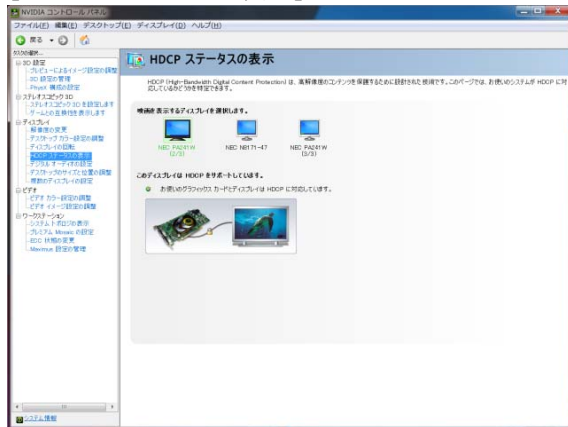 NVIDIA コントロール パネル
ファイル(F) 編集(E) デスクトップ(T) ディスプレイ(D) ヘルプ(H)
戻る
タスクの選択...
3D 設定
プレビューによるイメージ設定の調整
3D 設定の管理
PhysX 構成の設定
ステレオスコピック 3D
ステレオスコピック 3D を設定します
ゲームとの互換性を表示します
ディスプレイ
解像度の変更
デスクトップ カラー設定の調整
ディスプレイの回転
HDCP ステータスの表示
デジタル オーディオの設定
デスクトップのサイズと位置の調整
複数のディスプレイの設定
ビデオ
ビデオ カラー設定の調整
ビデオ イメージ設定の調整
ワークステーション
システム トポロジの表示
プレミアム Mosaic の設定
ECC 状態の変更
Maximus 設定の管理
システム情報
HDCP ステータスの表示
HDCP (High-Bandwidth Digital Content Protection) は、高解像度のコンテンツを保護するために設計された技術です。このページでは、お使いのシステムが HDCP に対
応しているかどうかを特定できます。
映画を表示するディスプレイを選択します。
NEC PA241W
(2/3)
NEC NB171-47
NEC PA241W
(3/3)
このディスプレイは HDCP をサポートしています。
お使いのグラフィックス カードとディスプレイは HDCP に対応しています。